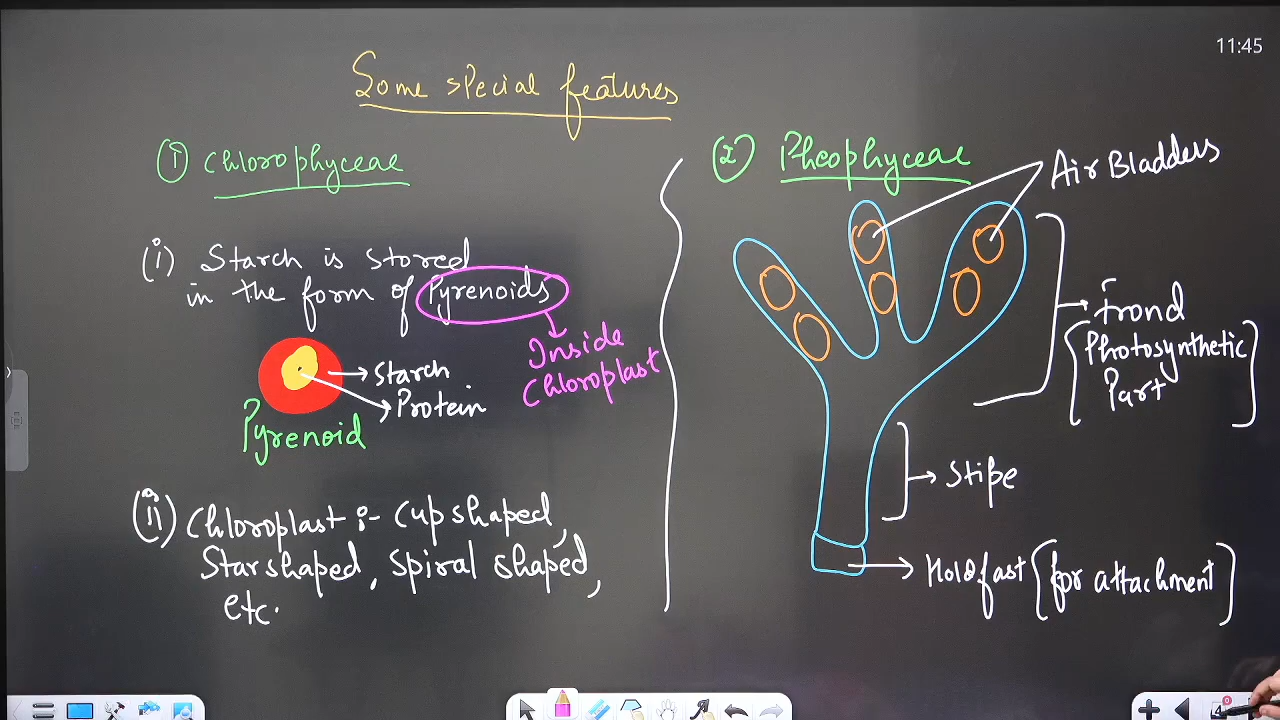 11:45
Some special features
① Chlorophyceae
(i) Starch is stored
in the form of Pyrenoids
Inside
Chloroplast
Starch
Protein
Pyrenoid
(ii) Chloroplast :- Cup shaped,
Star shaped, spiral shaped,
etc.
② Pheophyceae
Air Bladders
Frond
[Photosynthetic
Part]
Stipe
Holdfast [for attachment]
4